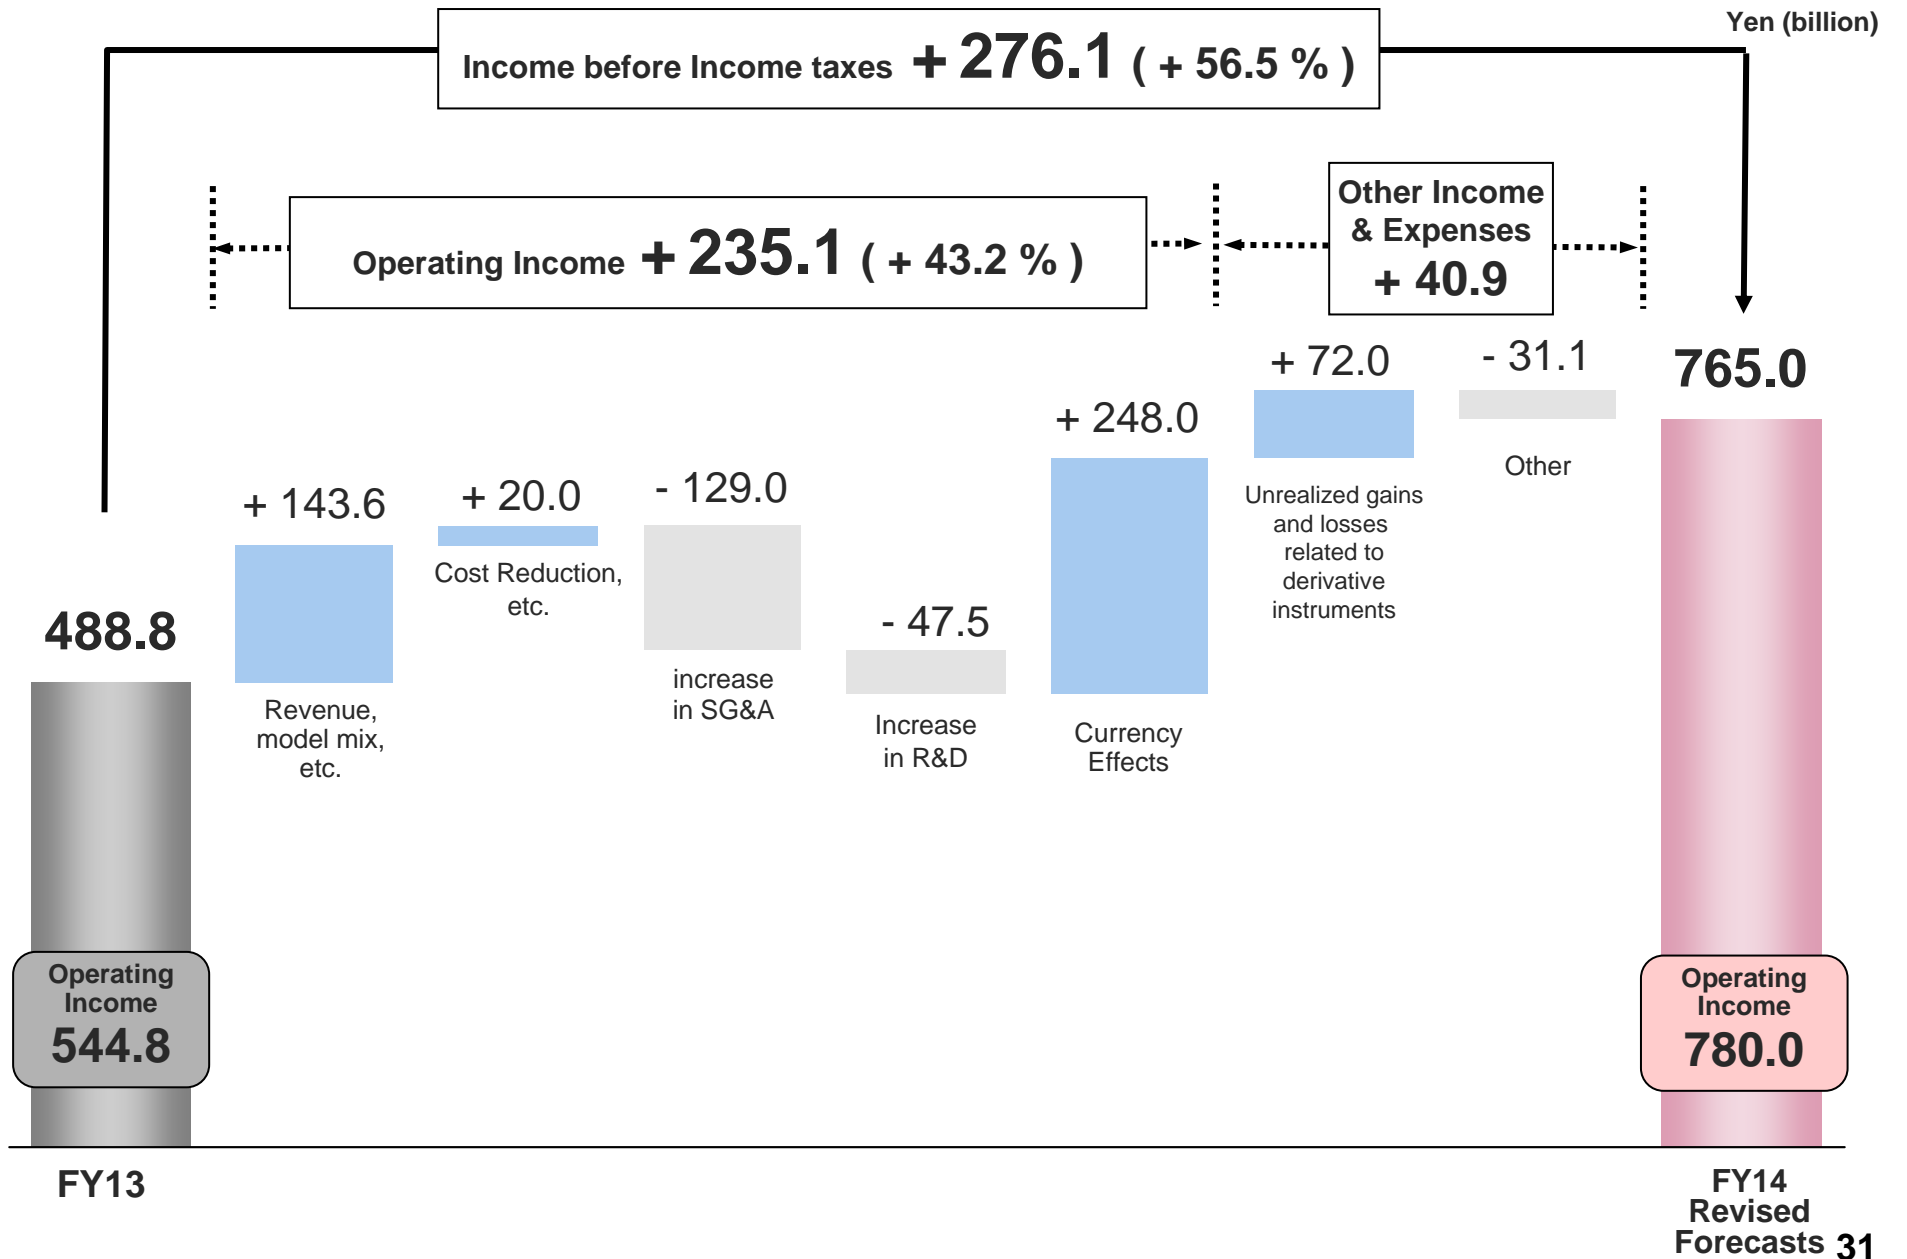 Yen (billion)
Income before Income taxes + 276.1 ( + 56.5 % )
Operating Income + 235.1 ( + 43.2 % )
Other Income
& Expenses
+ 40.9
488.8
+ 143.6
Revenue,
model mix,
etc.
+ 20.0
Cost Reduction,
etc.
- 129.0
increase
in SG&A
- 47.5
Increase
in R&D
+ 248.0
Currency
Effects
+ 72.0
Unrealized gains
and losses
related to
derivative
instruments
- 31.1
Other
765.0
Operating
Income
544.8
Operating
Income
780.0
FY13
FY14
Revised
Forecasts
31